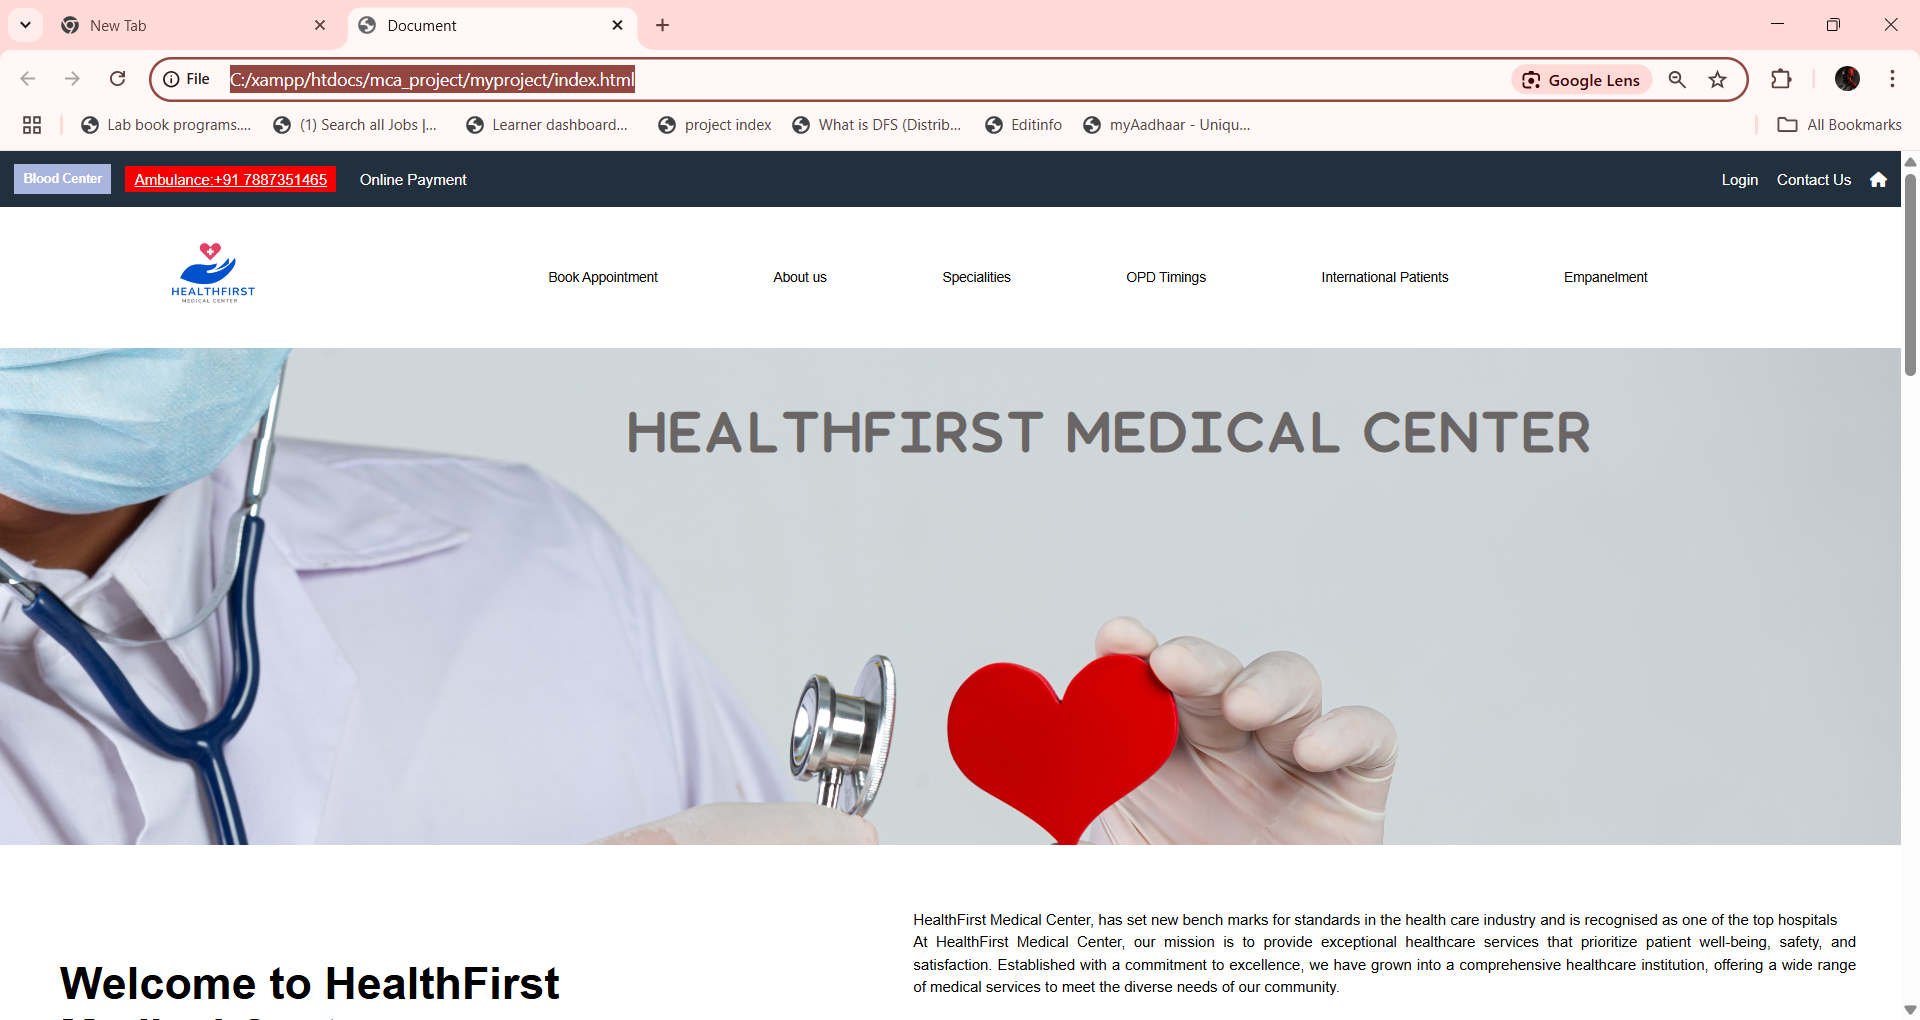 New Tab
Document
File C:/xampp/htdocs/mca_project/myproject/index.html Google Lens
Lab book programs.... (1) Search all Jobs |... Learner dashboard... project index What is DFS (Distrib... Editinfo myAadhaar - Uniqu... All Bookmarks
Blood Center Ambulance:+91 7887351465 Online Payment Login Contact Us
HEALTHFIRST
MEDICAL CENTER
Book Appointment About us Specialities OPD Timings International Patients Empanelment
HEALTHFIRST MEDICAL CENTER
Welcome to HealthFirst
HealthFirst Medical Center, has set new bench marks for standards in the health care industry and is recognised as one of the top hospitals
At HealthFirst Medical Center, our mission is to provide exceptional healthcare services that prioritize patient well-being, safety, and
satisfaction. Established with a commitment to excellence, we have grown into a comprehensive healthcare institution, offering a wide range
of medical services to meet the diverse needs of our community.